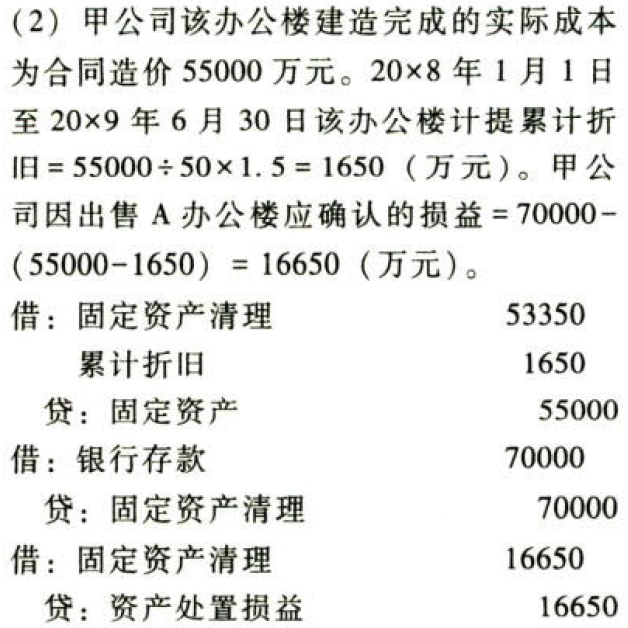 (2) 甲公司该办公楼建造完成的实际成本
为合同造价 55000 万元。20×8 年 1 月 1 日
至 20×9 年 6 月 30 日该办公楼计提累计折
旧=55000÷50×1.5=1650（万元）。甲公
司因出售 A 办公楼应确认的损益=70000-
(55000-1650) = 16650（万元）。
借：固定资产清理 53350
累计折旧 1650
贷：固定资产 55000
借：银行存款 70000
贷：固定资产清理 70000
借：固定资产清理 16650
贷：资产处置损益 16650